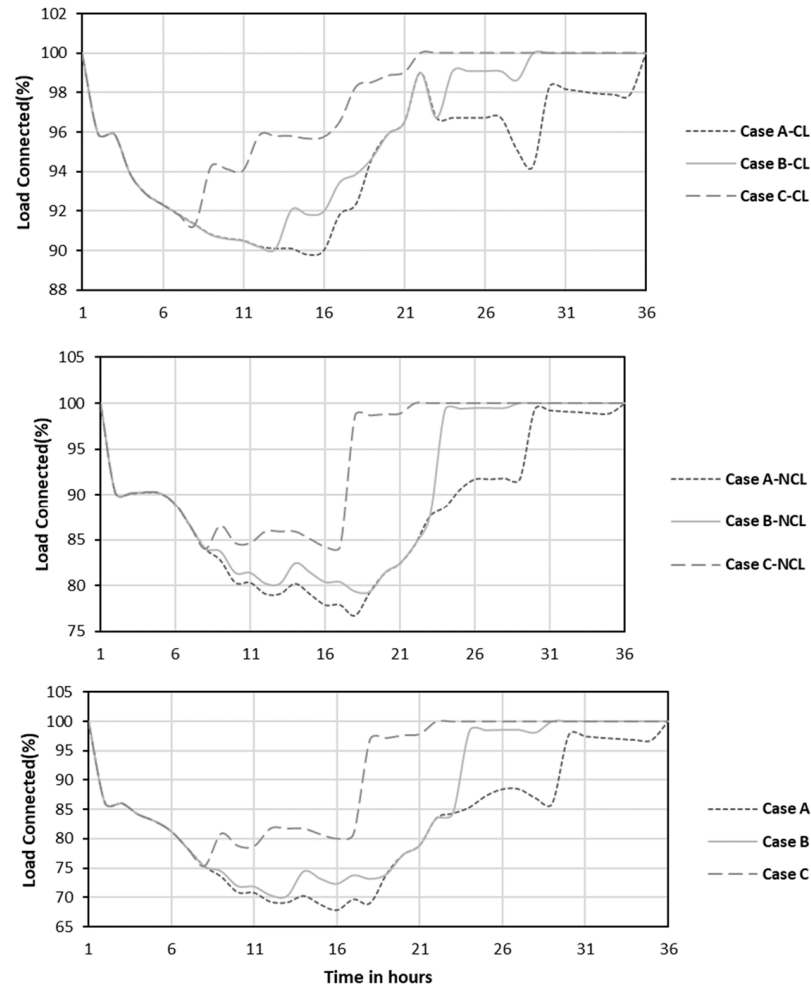 102
100
98
96
94
92
90
88
Load Connected(%)
1 6 11 16 21 26 31 36
Case A-CL
Case B-CL
Case C-CL
105
100
95
90
85
80
75
Load Connected(%)
1 6 11 16 21 26 31 36
Case A-NCL
Case B-NCL
Case C-NCL
105
100
95
90
85
80
75
70
65
Load Connected(%)
1 6 11 16 21 26 31 36
Time in hours
Case A
Case B
Case C